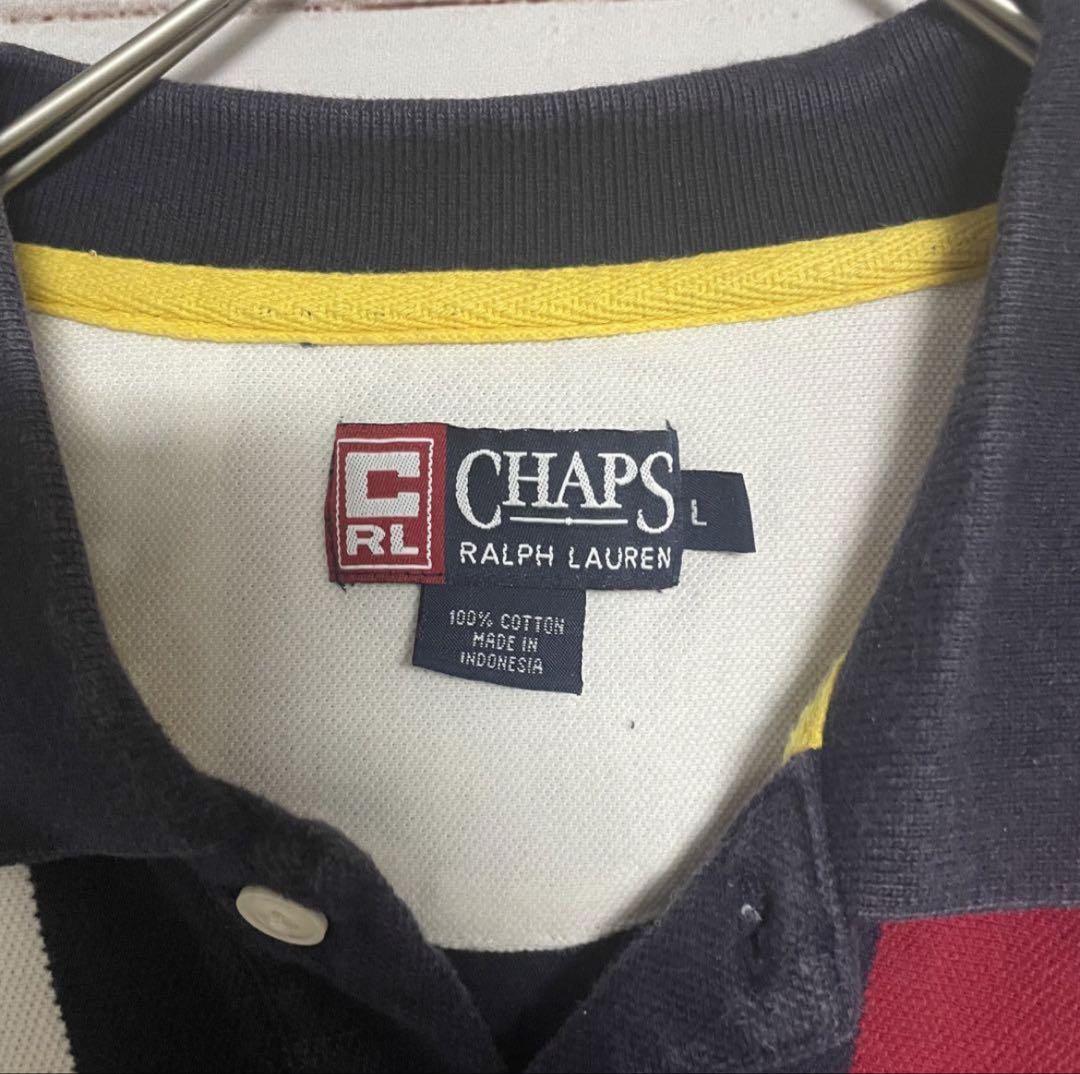 C
RL
CHAPS
RALPH LAUREN
L
100% COTTON
MADE IN
INDONESIA